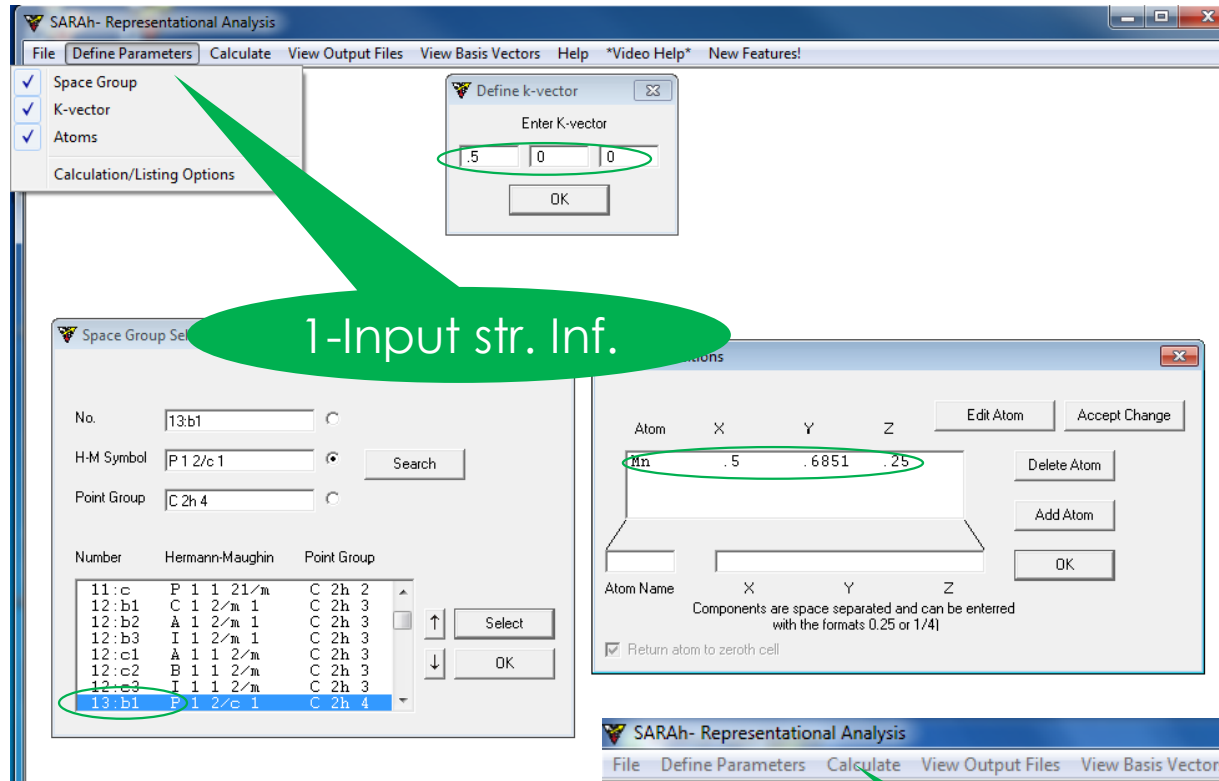 SARAh- Representational Analysis
File Define Parameters Calculate View Output Files View Basis Vectors Help *Video Help* New Features!
Space Group
K-vector
Atoms
Calculation/Listing Options
Define k-vector
Enter K-vector
.5 0 0
OK
1-Input str. Inf.
Space Group Sel
No. 13:b1
H-M Symbol P 1 2/c 1
Search
Point Group C 2h 4
Number Hermann-Maughin Point Group
11:c P 1 1 21/m C 2h 2
12:b1 C 1 2/m 1 C 2h 3
12:b2 A 1 2/m 1 C 2h 3
12:b3 I 1 2/m 1 C 2h 3
12:c1 A 1 1 2/m C 2h 3
12:c2 B 1 1 2/m C 2h 3
12:c3 I 1 1 2/m C 2h 3
13:b1 P 1 2/c 1 C 2h 4
↑ Select
↓ OK
Edit Atom Accept Change
Atom X Y Z
Mn .5 .6851 .25
Delete Atom
Add Atom
OK
Atom Name X Y Z
Components are space separated and can be enterred
with the formats 0.25 or 1/4)
Return atom to zeroth cell
SARAh- Representational Analysis
File Define Parameters Calculate View Output Files View Basis Vector